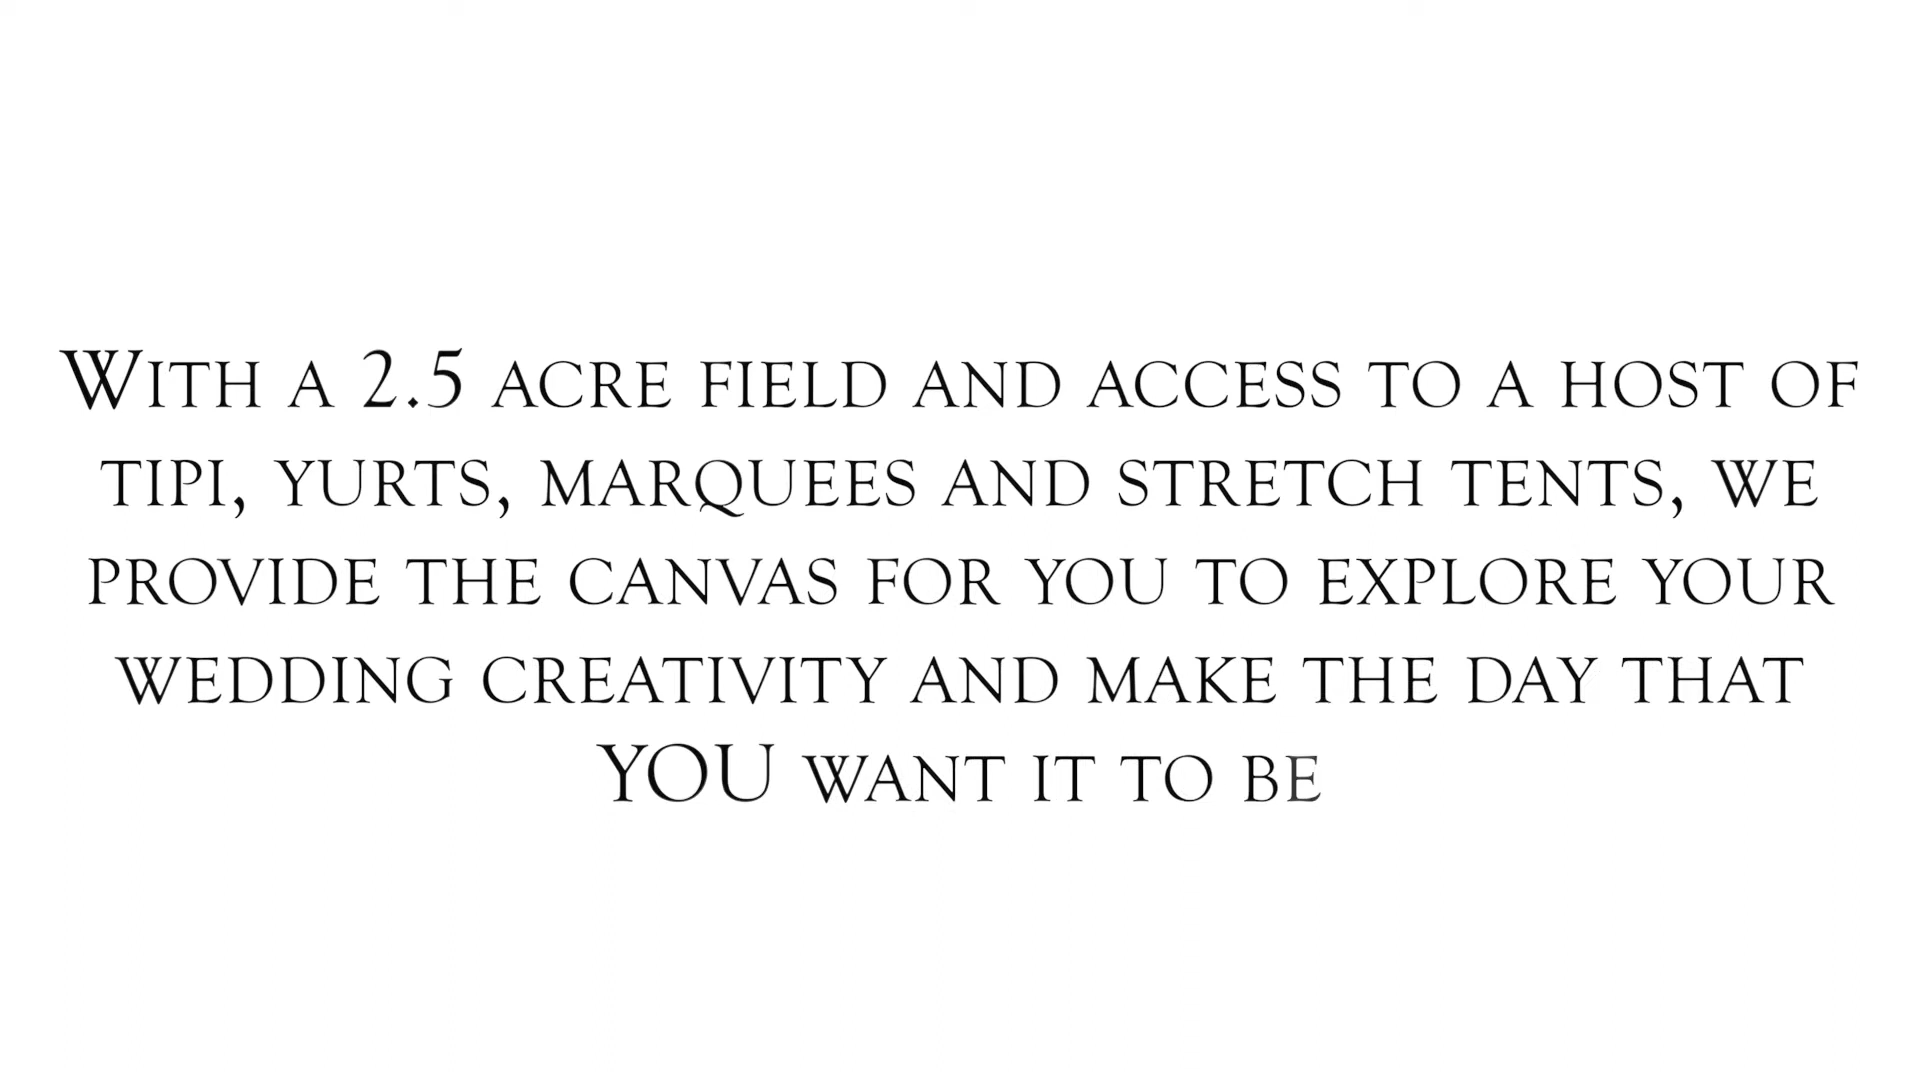 With a 2.5 acre field and access to a host of
tipi, yurts, marquees and stretch tents, we
provide the canvas for you to explore your
wedding creativity and make the day that
YOU want it to be